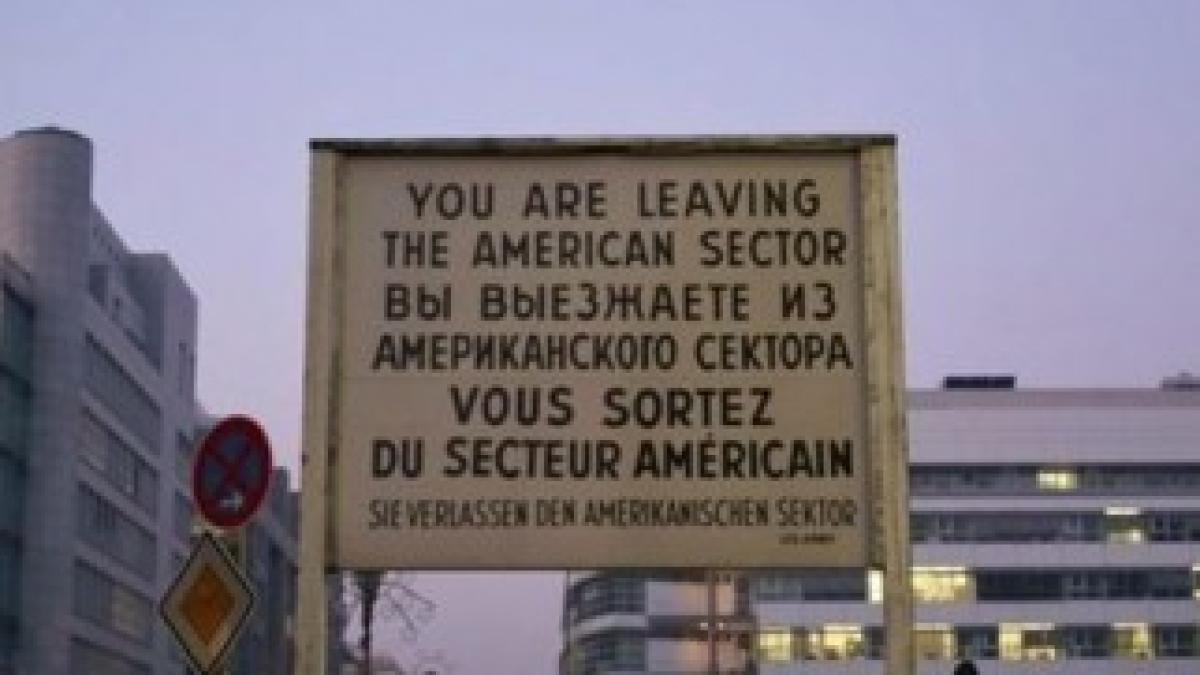 YOU ARE LEAVING
THE AMERICAN SECTOR
ВЫ ВЫЕЗЖАЕТЕ ИЗ
АМЕРИКАНСКОГО СЕКТОРА
VOUS SORTEZ
DU SECTEUR AMÉRICAIN
SIE VERLASSEN DEN AMERIKANISCHEN SEKTOR